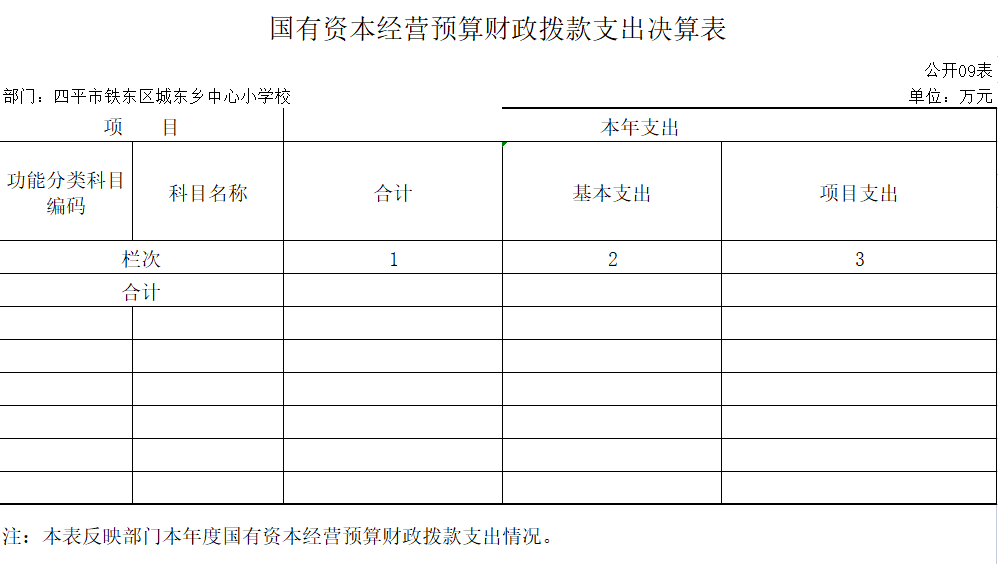 国有资本经营预算财政拨款支出决算表
公开09表
部门：四平市铁东区城东乡中心小学校
单位：万元
项 目
本年支出
功能分类科目
编码
科目名称
合计
基本支出
项目支出
栏次
1
2
3
合计
注：本表反映部门本年度国有资本经营预算财政拨款支出情况。